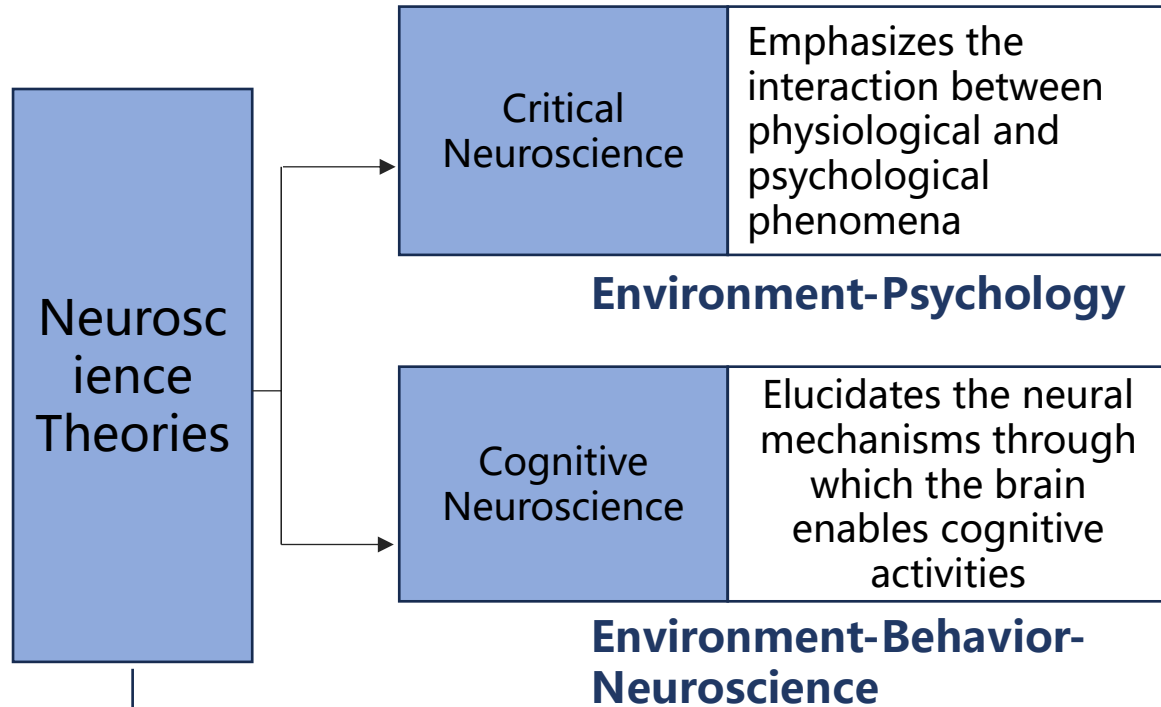 Neurosc
ience
Theories
Critical
Neuroscience
Emphasizes the
interaction between
physiological and
psychological
phenomena
Environment-Psychology
Cognitive
Neuroscience
Elucidates the neural
mechanisms through
which the brain
enables cognitive
activities
Environment-Behavior-
Neuroscience